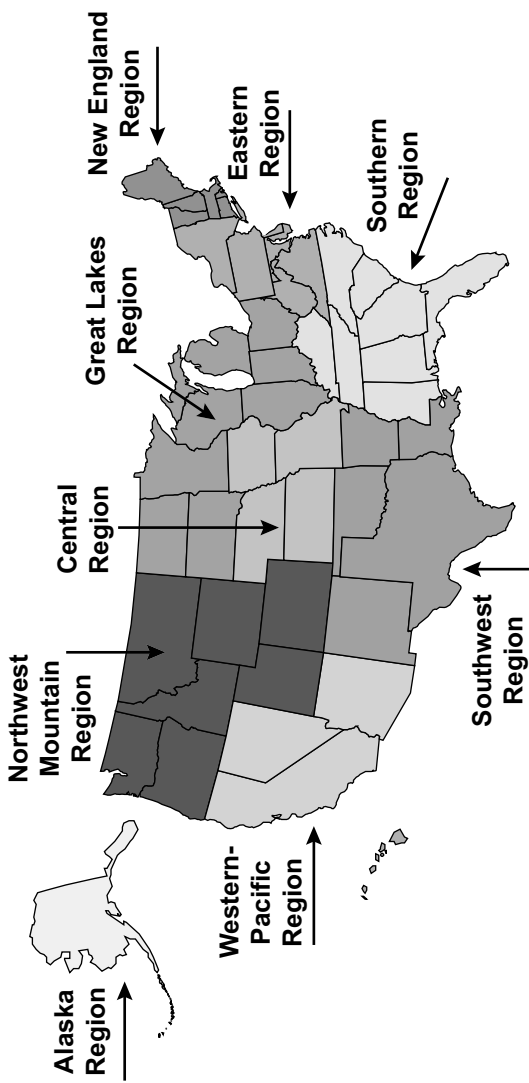 Alaska
Region
Northwest
Mountain
Region
Central
Region
Great Lakes
Region
New England
Region
Eastern
Region
Southern
Region
Southwest
Region
Western-
Pacific
Region